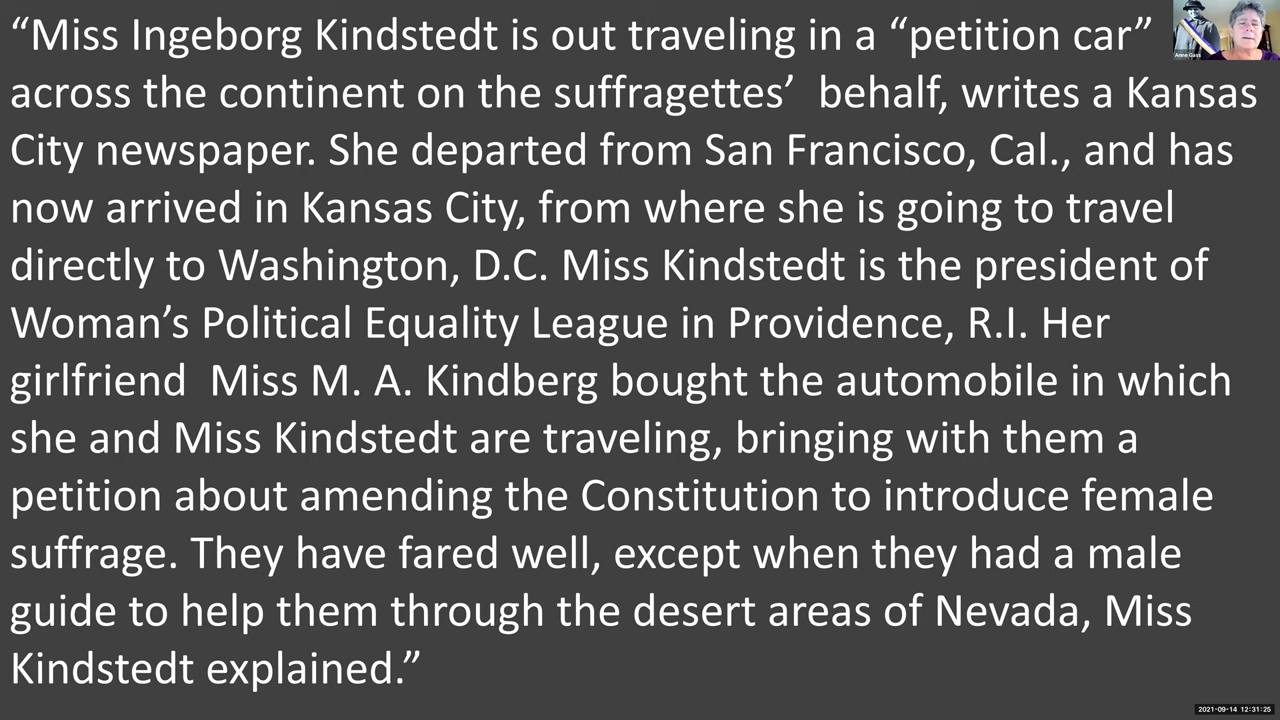 “Miss Ingeborg Kindstedt is out traveling in a “petition car”
across the continent on the suffragettes’  behalf, writes a Kansas
City newspaper. She departed from San Francisco, Cal., and has
now arrived in Kansas City, from where she is going to travel
directly to Washington, D.C. Miss Kindstedt is the president of
Woman’s Political Equality League in Providence, R.I. Her
girlfriend  Miss M. A. Kindberg bought the automobile in which
she and Miss Kindstedt are traveling, bringing with them a
petition about amending the Constitution to introduce female
suffrage. They have fared well, except when they had a male
guide to help them through the desert areas of Nevada, Miss
Kindstedt explained.”
Anne Gass
2021-09-14 12:31:25